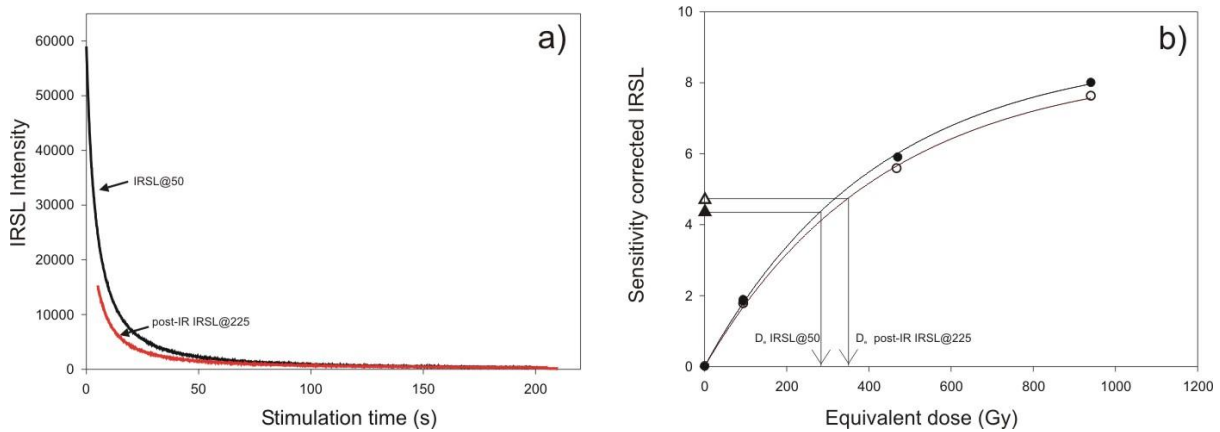 a)
60000
50000
40000
30000
20000
10000
0
IRSL Intensity
IRSL@50
post-IR IRSL@225
0
50
100
150
200
Stimulation time (s)
b)
10
8
6
4
2
0
Sensitivity corrected IRSL
IRSL@50
post-IR IRSL@225
0
200
400
600
800
1000
1200
Equivalent dose (Gy)